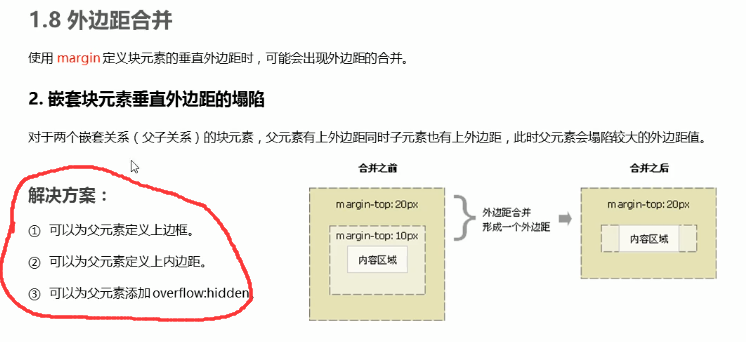 1.8 外边距合并
使用 margin 定义块元素的垂直外边距时，可能会出现外边距的合并。
2. 嵌套块元素垂直外边距的塌陷
对于两个嵌套关系（父子关系）的块元素，父元素有上外边距同时子元素也有上外边距，此时父元素会塌陷较大的外边距值。
解决方案：
① 可以为父元素定义上边框。
② 可以为父元素定义上内边距。
③ 可以为父元素添加overflow:hidden
合并之前
margin-top: 20px
margin-top: 10px
内容区域
外边距合并
形成一个外边距
合并之后
margin-top: 20px
内容区域